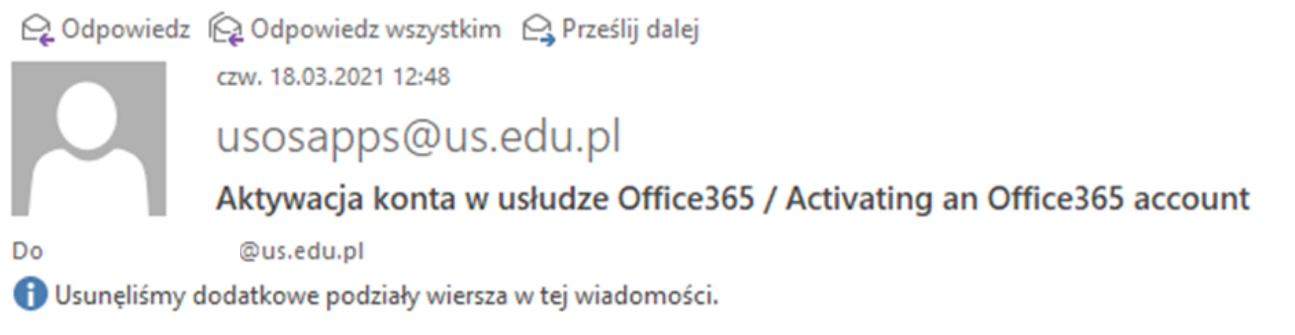 Odpowiedz Odpowiedz wszystkim Prześlij dalej
czw. 18.03.2021 12:48
usosapps@us.edu.pl
Aktywacja konta w usłudze Office365 / Activating an Office365 account
Do @us.edu.pl
Usunęliśmy dodatkowe podziały wiersza w tej wiadomości.